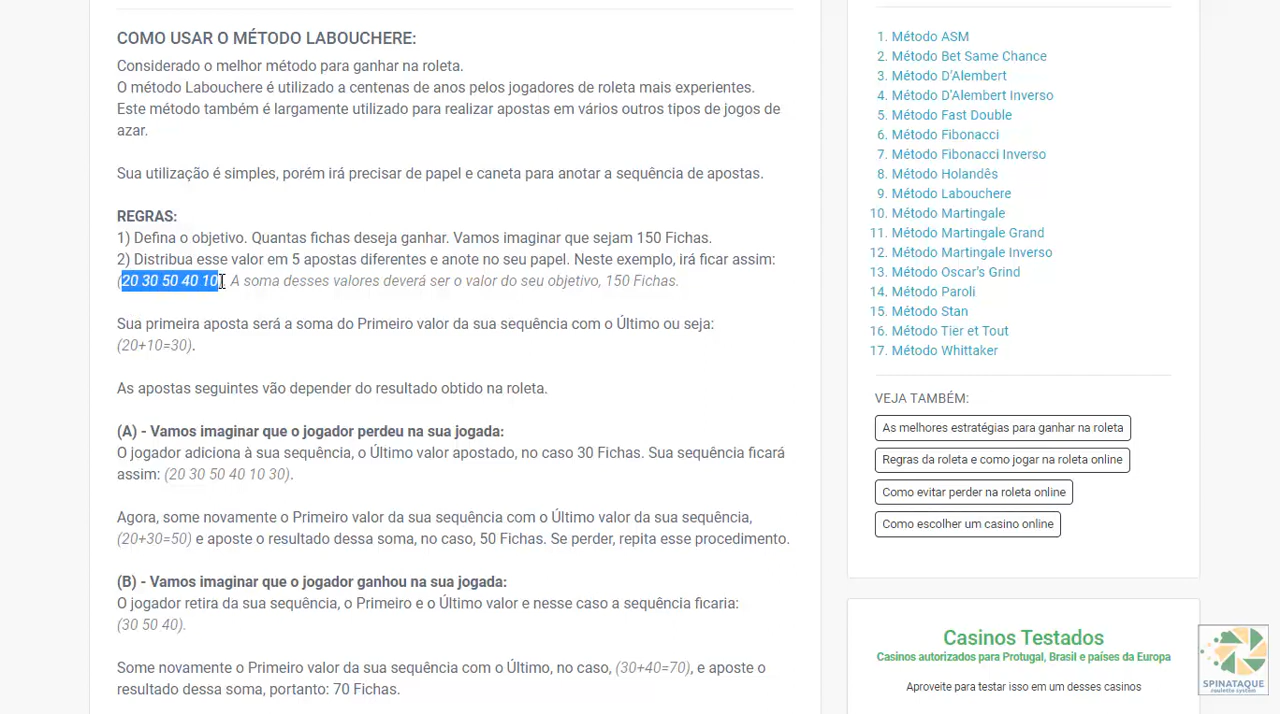 COMO USAR O MÉTODO LABOUCHERE:
Considerado o melhor método para ganhar na roleta.
O método Labouchere é utilizado a centenas de anos pelos jogadores de roleta mais experientes.
Este método também é largamente utilizado para realizar apostas em vários outros tipos de jogos de
azar.
Sua utilização é simples, porém irá precisar de papel e caneta para anotar a sequência de apostas.
REGRAS:
1) Defina o objetivo. Quantas fichas deseja ganhar. Vamos imaginar que sejam 150 Fichas.
2) Distribua esse valor em 5 apostas diferentes e anote no seu papel. Neste exemplo, irá ficar assim:
(20 30 50 40 10). A soma desses valores deverá ser o valor do seu objetivo, 150 Fichas.
Sua primeira aposta será a soma do Primeiro valor da sua sequência com o Último ou seja:
(20+10=30).
As apostas seguintes vão depender do resultado obtido na roleta.
(A) - Vamos imaginar que o jogador perdeu na sua jogada:
O jogador adiciona à sua sequência, o Último valor apostado, no caso 30 Fichas. Sua sequência ficará
assim: (20 30 50 40 10 30).
Agora, some novamente o Primeiro valor da sua sequência com o Último valor da sua sequência,
(20+30=50) e aposte o resultado dessa soma, no caso, 50 Fichas. Se perder, repita esse procedimento.
(B) - Vamos imaginar que o jogador ganhou na sua jogada:
O jogador retira da sua sequência, o Primeiro e o Último valor e nesse caso a sequência ficaria:
(30 50 40).
Some novamente o Primeiro valor da sua sequência com o Último, no caso, (30+40=70), e aposte o
resultado dessa soma, portanto: 70 Fichas.
1. Método ASM
2. Método Bet Same Chance
3. Método D'Alembert
4. Método D'Alembert Inverso
5. Método Fast Double
6. Método Fibonacci
7. Método Fibonacci Inverso
8. Método Holandês
9. Método Labouchere
10. Método Martingale
11. Método Martingale Grand
12. Método Martingale Inverso
13. Método Oscar's Grind
14. Método Paroli
15. Método Stan
16. Método Tier et Tout
17. Método Whittaker
VEJA TAMBÉM:
As melhores estratégias para ganhar na roleta
Regras da roleta e como jogar na roleta online
Como evitar perder na roleta online
Como escolher um casino online
Casinos Testados
Casinos autorizados para Protugal, Brasil e países da Europa
Aproveite para testar isso em um desses casinos
SPINATAQUE
roulette system